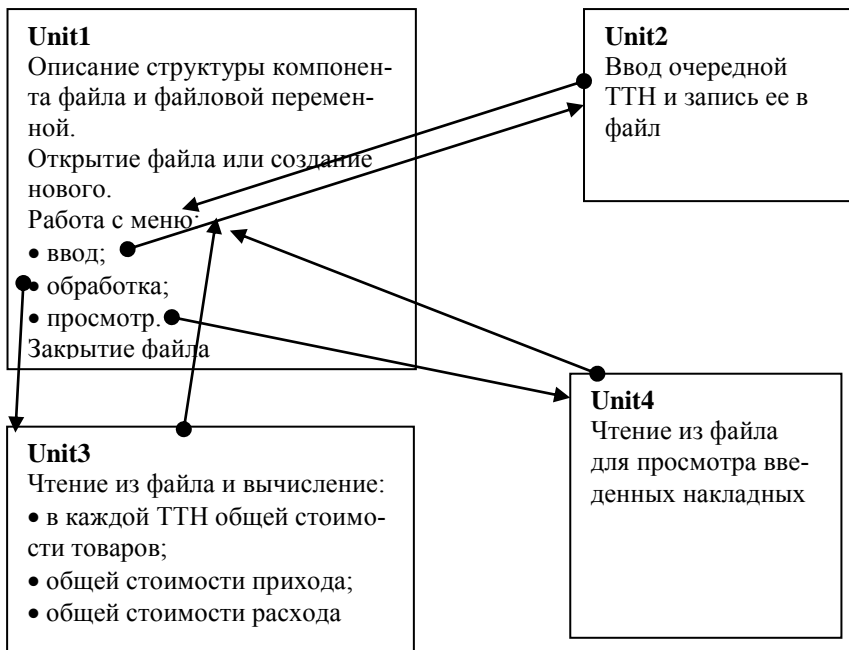 Unit1
Описание структуры компонен-
та файла и файловой перемен-
ной.
Открытие файла или создание
нового.
Работа с меню:
• ввод;
• обработка;
• просмотр.
Закрытие файла
Unit2
Ввод очередной
ТТН и запись ее в
файл
Unit3
Чтение из файла и вычисление:
• в каждой ТТН общей стоимо-
сти товаров;
• общей стоимости прихода;
• общей стоимости расхода
Unit4
Чтение из файла
для просмотра вве-
денных накладных